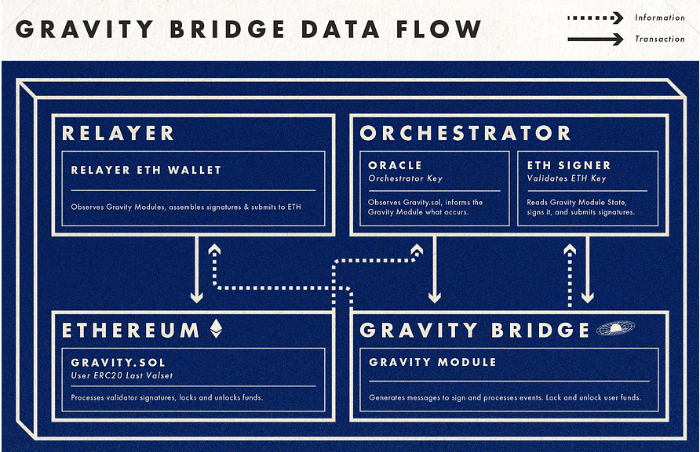 GRAVITY BRIDGE DATA FLOW
Information
Transaction
RELAYER
RELAYER ETH WALLET
Observes Gravity Modules, assembles signatures & submits to ETH
ORCHESTRATOR
ORACLE
Orchestrator Key
Observes Gravity.sol, informs the
Gravity Module what occurs.
ETH SIGNER
Validates ETH Key
Reads Gravity Module State,
signs it, and submits signatures.
ETHEREUM
GRAVITY.SOL
User ERC20 Last Valset
Processes validator signatures, locks and unlocks funds.
GRAVITY BRIDGE
GRAVITY MODULE
Generates messages to sign and processes events. Lock and unlock user funds.